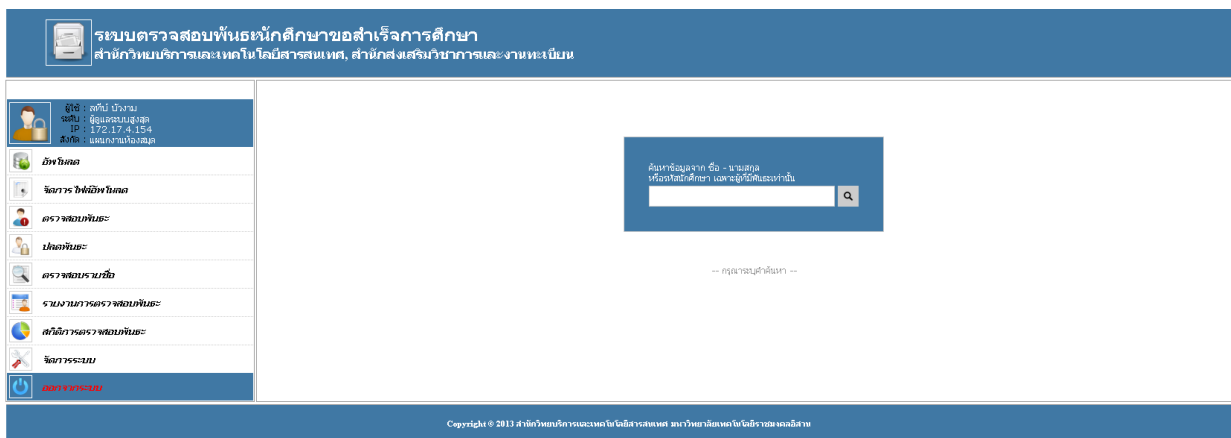 ระบบตรวจสอบพันธะนักศึกษาขอสำเร็จการศึกษา
สำนักวิทยบริการและเทคโนโลยีสารสนเทศ, สำนักส่งเสริมวิชาการและงานทะเบียน
ผู้ใช้ : สทีป บัวงาม
ระดับ : ผู้ดูแลระบบสูงสุด
IP : 172.17.4.154
สังกัด : แผนกงานห้องสมุด
อัพโหลด
จัดการไฟล์อัพโหลด
ตรวจสอบพันธะ
ปลดพันธะ
ตรวจสอบรายชื่อ
รายงานการตรวจสอบพันธะ
สถิติการตรวจสอบพันธะ
จัดการระบบ
ออกจากระบบ
ค้นหาข้อมูลจาก ชื่อ - นามสกุล
หรือรหัสนักศึกษา เฉพาะผู้ที่มีพันธะเท่านั้น
-- กรุณาระบุคำค้นหา --
Copyright © 2013 สำนักวิทยบริการและเทคโนโลยีสารสนเทศ มหาวิทยาลัยเทคโนโลยีราชมงคลอีสาน